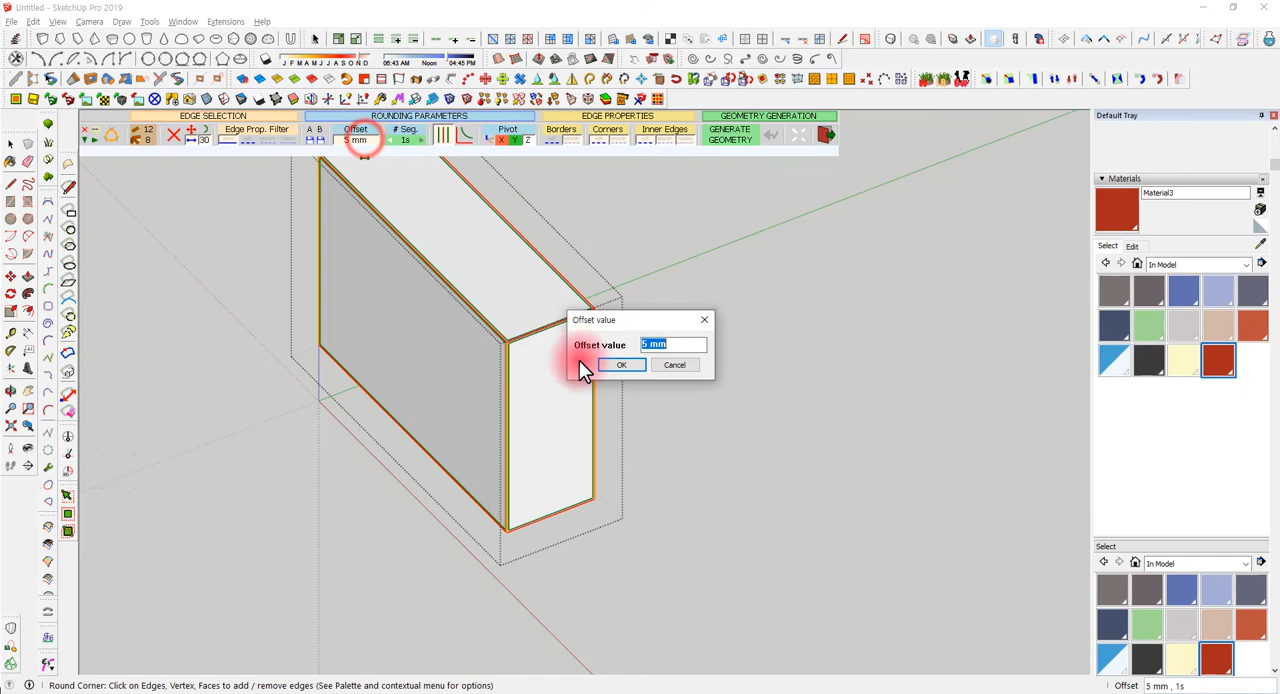 Untitled - SketchUp Pro 2019
File Edit View Camera Draw Tools Window Extensions Help
J F M A M J J A S O N D
06:43 AM Noon 04:45 PM
EDGE SELECTION ROUNDING PARAMETERS EDGE PROPERTIES GEOMETRY GENERATION
12 Edge Prop. Filter A B Offset # Seg. Pivot Borders Corners Inner Edges GENERATE GEOMETRY
8 30 5 mm 1s X Y Z
Default Tray
Materials
Material3
Select Edit
In Model
Offset value
Offset value 5 mm
OK Cancel
Select
In Model
Round Corner: Click on Edges, Vertex, Faces to add / remove edges (See Palette and contextual menu for options)
Offset 5 mm , 1s